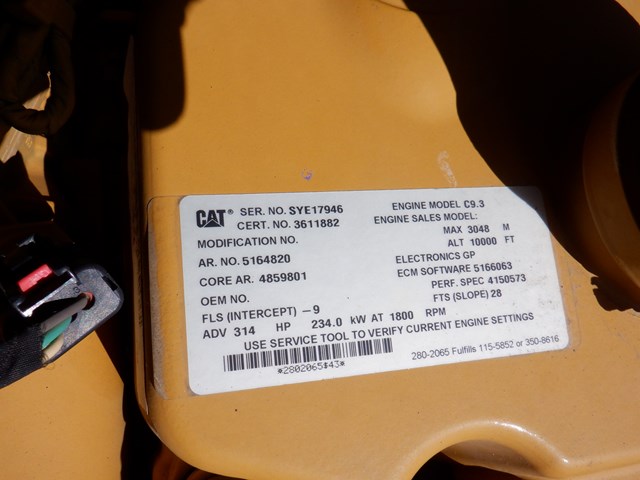 CAT® SER. NO. SYE17946 ENGINE MODEL C9.3
CERT. NO. 3611882 ENGINE SALES MODEL:
MODIFICATION NO. MAX 3048 M
ALT 10000 FT
AR. NO. 5164820 ELECTRONICS GP
CORE AR. 4859801 ECM SOFTWARE 5166063
OEM NO. PERF. SPEC 4150573
FLS (INTERCEPT) -9 FTS (SLOPE) 28
ADV 314 HP 234.0 kW AT 1800 RPM
USE SERVICE TOOL TO VERIFY CURRENT ENGINE SETTINGS
*2802065$43* 280-2065 Fulfills 115-5852 or 350-8616